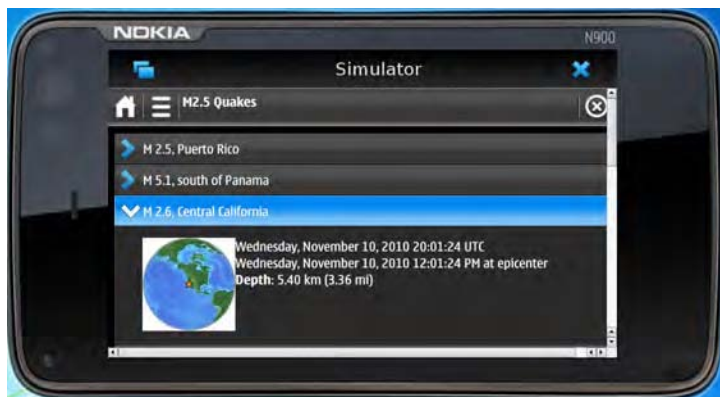 NOKIA
N900
Simulator
M2.5 Quakes
M 2.5, Puerto Rico
M 5.1, south of Panama
M 2.6, Central California
Wednesday, November 10, 2010 20:01:24 UTC
Wednesday, November 10, 2010 12:01:24 PM at epicenter
Depth: 5.40 km (3.36 mi)